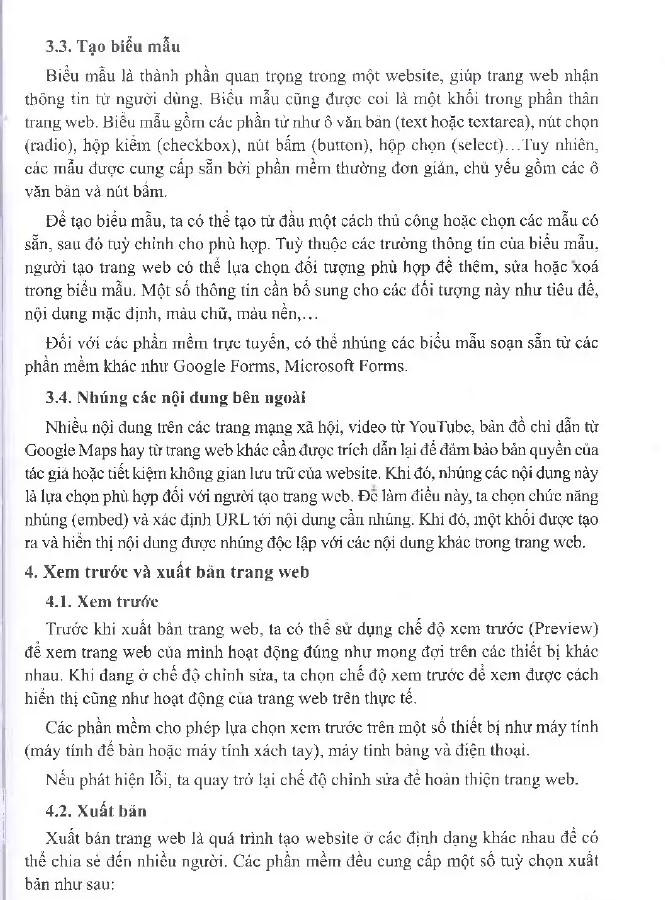 3.3. Tạo biểu mẫu
Biểu mẫu là thành phần quan trọng trong một website, giúp trang web nhận
thông tin từ người dùng. Biểu mẫu cũng được coi là một khối trong phần thân
trang web. Biểu mẫu gồm các phần tử như ô văn bản (text hoặc textarea), nút chọn
(radio), hộp kiểm (checkbox), nút bấm (button), hộp chọn (select)…Tuy nhiên,
các mẫu được cung cấp sẵn bởi phần mềm thường đơn giản, chủ yếu gồm các ô
văn bản và nút bấm.
Để tạo biểu mẫu, ta có thể tạo từ đầu một cách thủ công hoặc chọn các mẫu có
sẵn, sau đó tuỳ chỉnh cho phù hợp. Tuỳ thuộc các trường thông tin của biểu mẫu,
người tạo trang web có thể lựa chọn đối tượng phù hợp để thêm, sửa hoặc xoá
trong biểu mẫu. Một số thông tin cần bổ sung cho các đối tượng này như tiêu đề,
nội dung mặc định, màu chữ, màu nền,…
Đối với các phần mềm trực tuyến, có thể nhúng các biểu mẫu soạn sẵn từ các
phần mềm khác như Google Forms, Microsoft Forms.
3.4. Nhúng các nội dung bên ngoài
Nhiều nội dung trên các trang mạng xã hội, video từ YouTube, bản đồ chỉ dẫn từ
Google Maps hay từ trang web khác cần được trích dẫn lại để đảm bảo bản quyền của
tác giả hoặc tiết kiệm không gian lưu trữ của website. Khi đó, nhúng các nội dung này
là lựa chọn phù hợp đối với người tạo trang web. Để làm điều này, ta chọn chức năng
nhúng (embed) và xác định URL tới nội dung cần nhúng. Khi đó, một khối được tạo
ra và hiển thị nội dung được nhúng độc lập với các nội dung khác trong trang web.
4. Xem trước và xuất bản trang web
4.1. Xem trước
Trước khi xuất bản trang web, ta có thể sử dụng chế độ xem trước (Preview)
để xem trang web của mình hoạt động đúng như mong đợi trên các thiết bị khác
nhau. Khi đang ở chế độ chỉnh sửa, ta chọn chế độ xem trước để xem được cách
hiển thị cũng như hoạt động của trang web trên thực tế.
Các phần mềm cho phép lựa chọn xem trước trên một số thiết bị như máy tính
(máy tính để bàn hoặc máy tính xách tay), máy tính bảng và điện thoại.
Nếu phát hiện lỗi, ta quay trở lại chế độ chỉnh sửa để hoàn thiện trang web.
4.2. Xuất bản
Xuất bản trang web là quá trình tạo website ở các định dạng khác nhau để có
thể chia sẻ đến nhiều người. Các phần mềm đều cung cấp một số tuỳ chọn xuất
bản như sau: